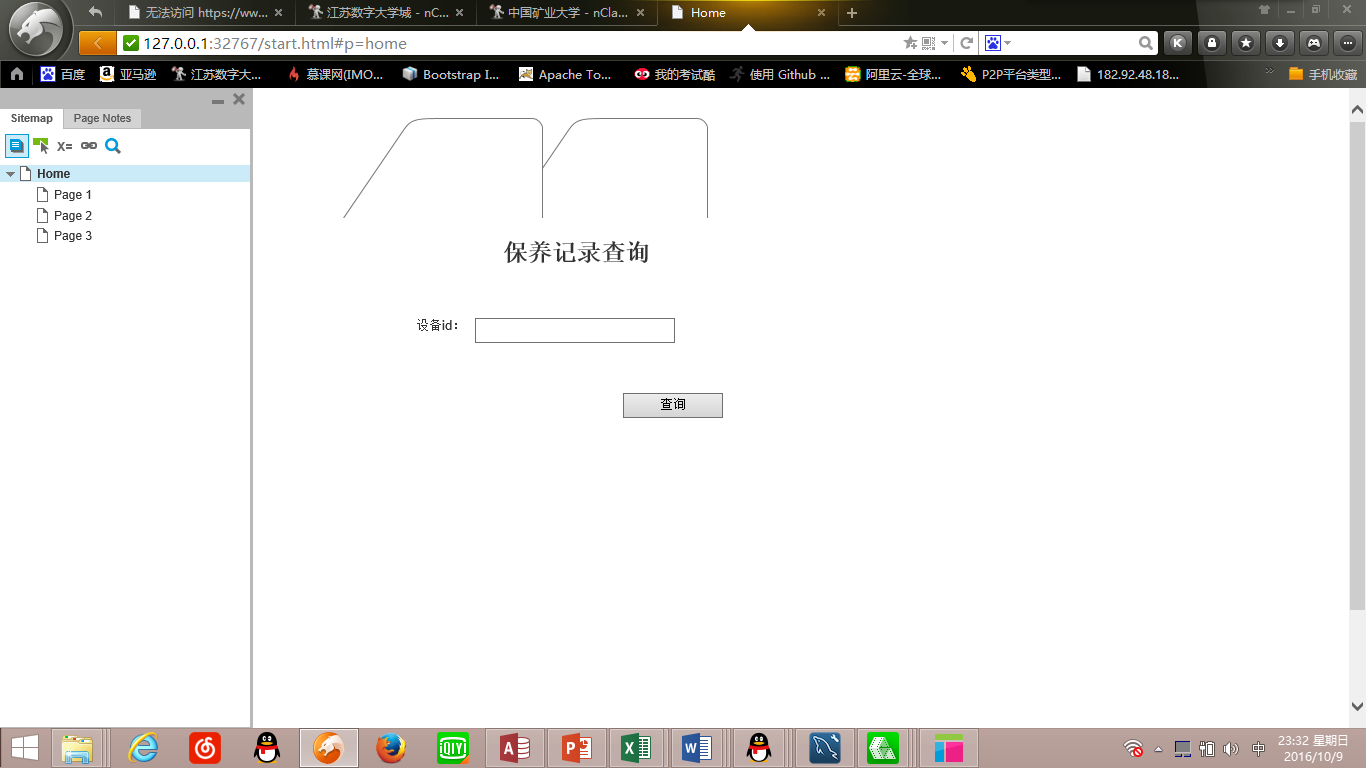 无法访问 https://ww...
江苏数字大学城 - nC...
中国矿业大学 - nCla...
Home
127.0.0.1:32767/start.html#p=home
百度
亚马逊
江苏数字大...
慕课网(IMO...
Bootstrap I...
Apache To...
我的考试酷
使用 Github ...
阿里云-全球...
P2P平台类型...
182.92.48.18...
手机收藏
Sitemap
Page Notes
X=
Home
Page 1
Page 2
Page 3
保养记录查询
设备id：
查询
QIYI
中
23:32 星期日
2016/10/9